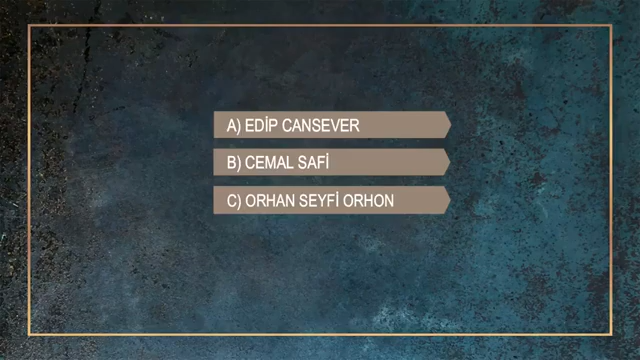 A) EDİP CANSEVER
B) CEMAL SAFİ
C) ORHAN SEYFİ ORHON